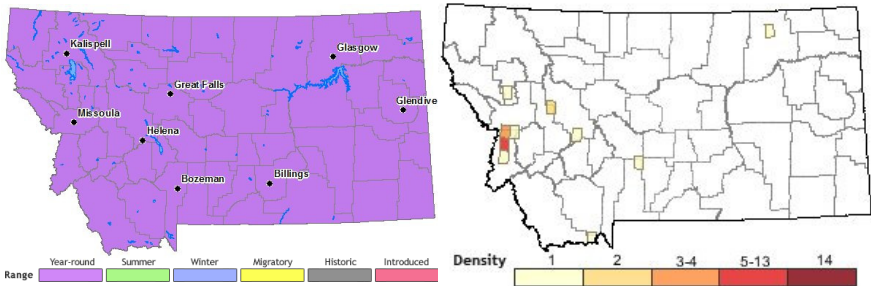 Kalispell
Glasgow
Great Falls
Glendive
Missoula
Helena
Bozeman
Billings
Year-round Summer Winter Migratory Historic Introduced
Range
Density 1 2 3-4 5-13 14